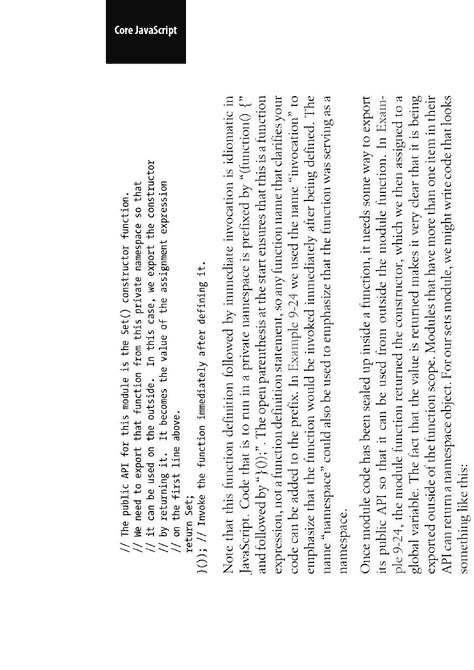 Core JavaScript
// The public API for this module is the Set() constructor function.
// We need to export that function from this private namespace so that
// it can be used on the outside.  In this case, we export the constructor
// by returning it.  It becomes the value of the assignment expression
// on the first line above.
return Set;
}()); // Invoke the function immediately after defining it.
Note that this function definition followed by immediate invocation is idiomatic in
JavaScript. Code that is to run in a private namespace is prefixed by “(function() {”
and followed by “}());”. The open parenthesis at the start ensures that this is a function
expression, not a function definition statement, so any function name that clarifies your
code can be added to the prefix. In Example 9-24 we used the name “invocation” to
emphasize that the function would be invoked immediately after being defined. The
name “namespace” could also be used to emphasize that the function was serving as a
namespace.
Once module code has been sealed up inside a function, it needs some way to export
its public API so that it can be used from outside the module function. In Exam-
ple 9-24, the module function returned the constructor, which we then assigned to a
global variable. The fact that the value is returned makes it very clear that it is being
exported outside of the function scope. Modules that have more than one item in their
API can return a namespace object. For our sets module, we might write code that looks
something like this: